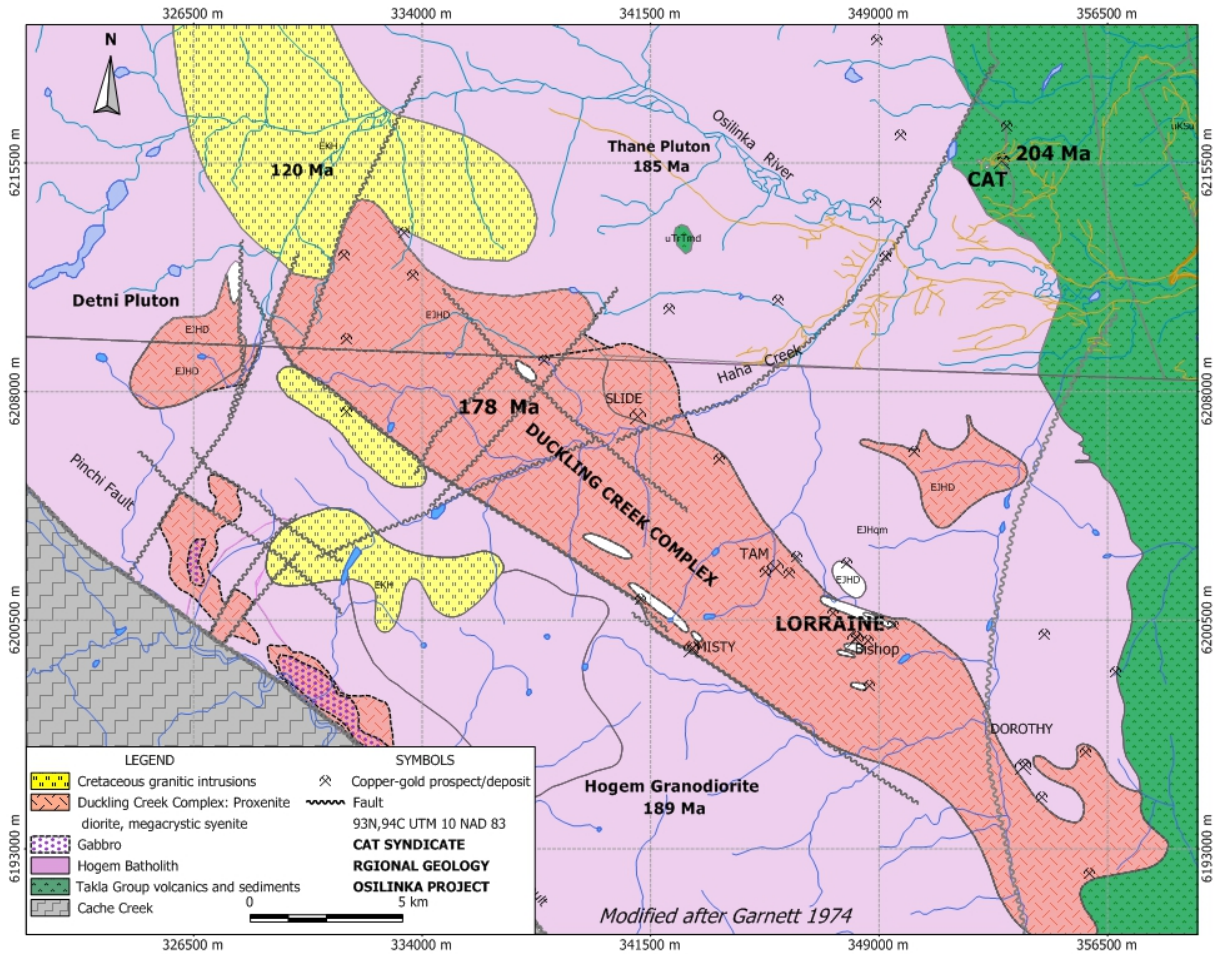 326500 m
334000 m
341500 m
349000 m
356500 m
N
Osilinka River
uKSu
EKH
Thane Pluton
185 Ma
204 Ma
120 Ma
CAT
6215500 m
6215500 m
uTrTmd
Detni Pluton
EJHD
EJHD
EJHD
Haha Creek
6208000 m
6208000 m
SLIDE
178 Ma
DUCKLING CREEK COMPLEX
Pinchi Fault
EJHD
EJHqm
TAM
EJHD
EKH
6200500 m
6200500 m
LORRAINE
MISTY
Bishop
DOROTHY
Hogem Granodiorite
189 Ma
6193000 m
6193000 m
LEGEND
Cretaceous granitic intrusions
Duckling Creek Complex: Proxenite
diorite, megacrystic syenite
Gabbro
Hogem Batholith
Takla Group volcanics and sediments
Cache Creek
SYMBOLS
Copper-gold prospect/deposit
Fault
93N,94C UTM 10 NAD 83
CAT SYNDICATE
RGIONAL GEOLOGY
OSILINKA PROJECT
0 5 km
Modified after Garnett 1974
326500 m
334000 m
341500 m
349000 m
356500 m